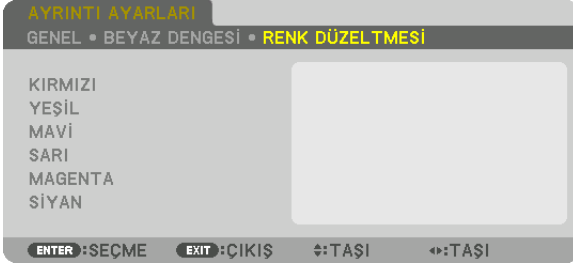 AYRINTI AYARLARI
GENEL • BEYAZ DENGESİ • RENK DÜZELTMESİ
KIRMIZI
YEŞİL
MAVİ
SARI
MAGENTA
SİYAN
ENTER :SEÇME EXIT :ÇIKIŞ :TAŞI :TAŞI